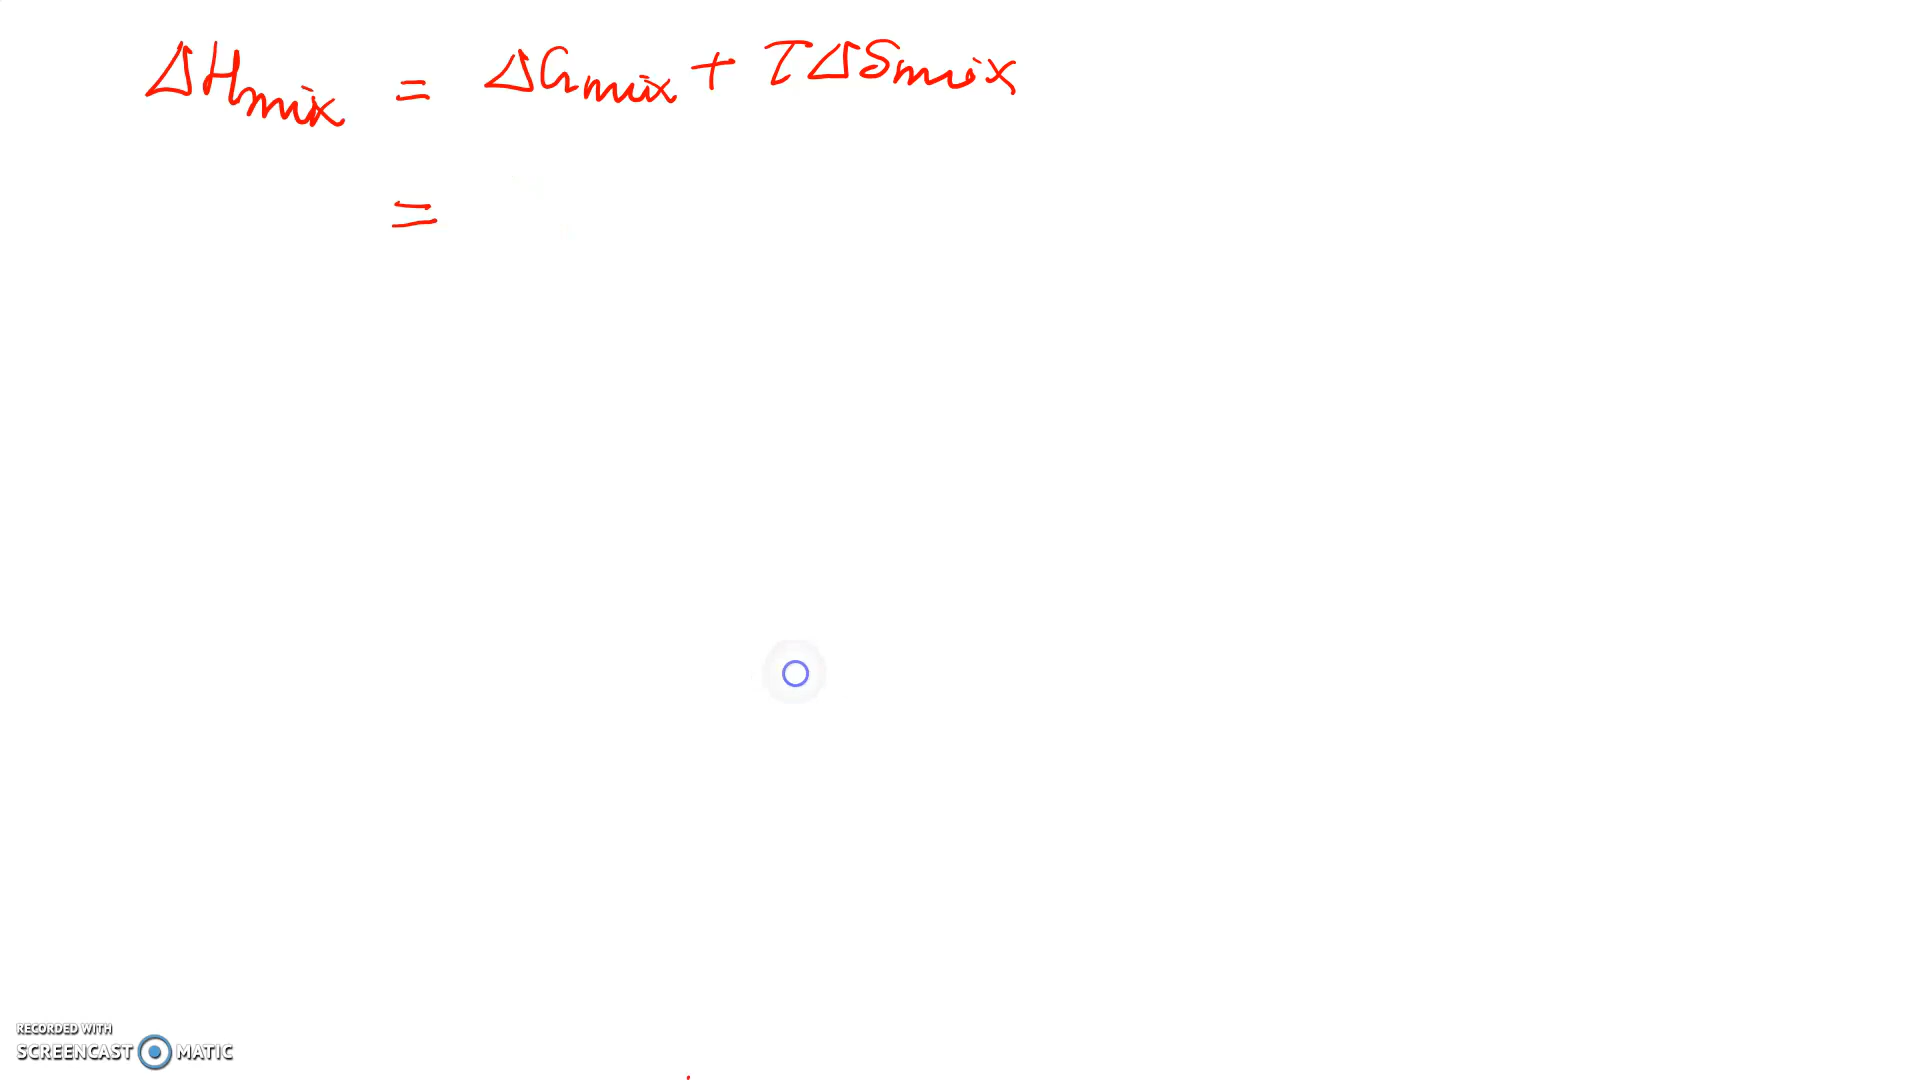 ΔHmix = ΔGmix + TΔSmix
=
RECORDED WITH
SCREENCAST MATIC